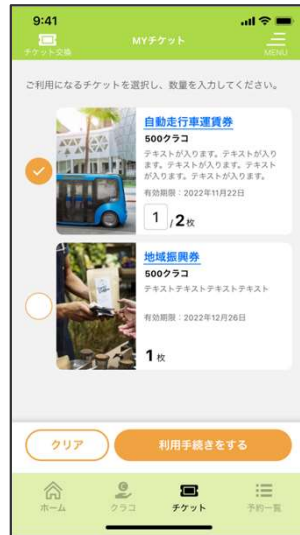 9:41
チケット交換
MYチケット
MENU
ご利用になるチケットを選択し、数量を入力してください。
自動走行車運賃券
500クラコ
テキストが入ります。テキストが入り
ます。テキストが入ります。テキスト
が入ります。テキストが入ります。
有効期限：2022年11月22日
1 /2枚
地域振興券
500クラコ
テキストテキストテキストテキスト
有効期限：2022年12月26日
1枚
クリア
利用手続きをする
ホーム
クラコ
チケット
予約一覧